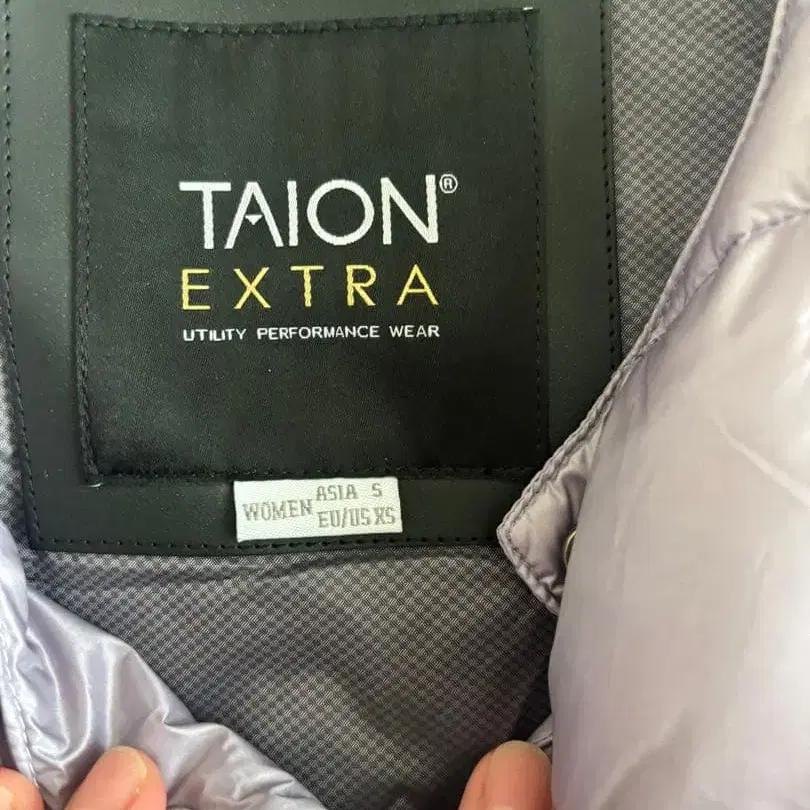 TAION®
EXTRA
UTILITY PERFORMANCE WEAR
WOMEN ASIA S
EU/US XS